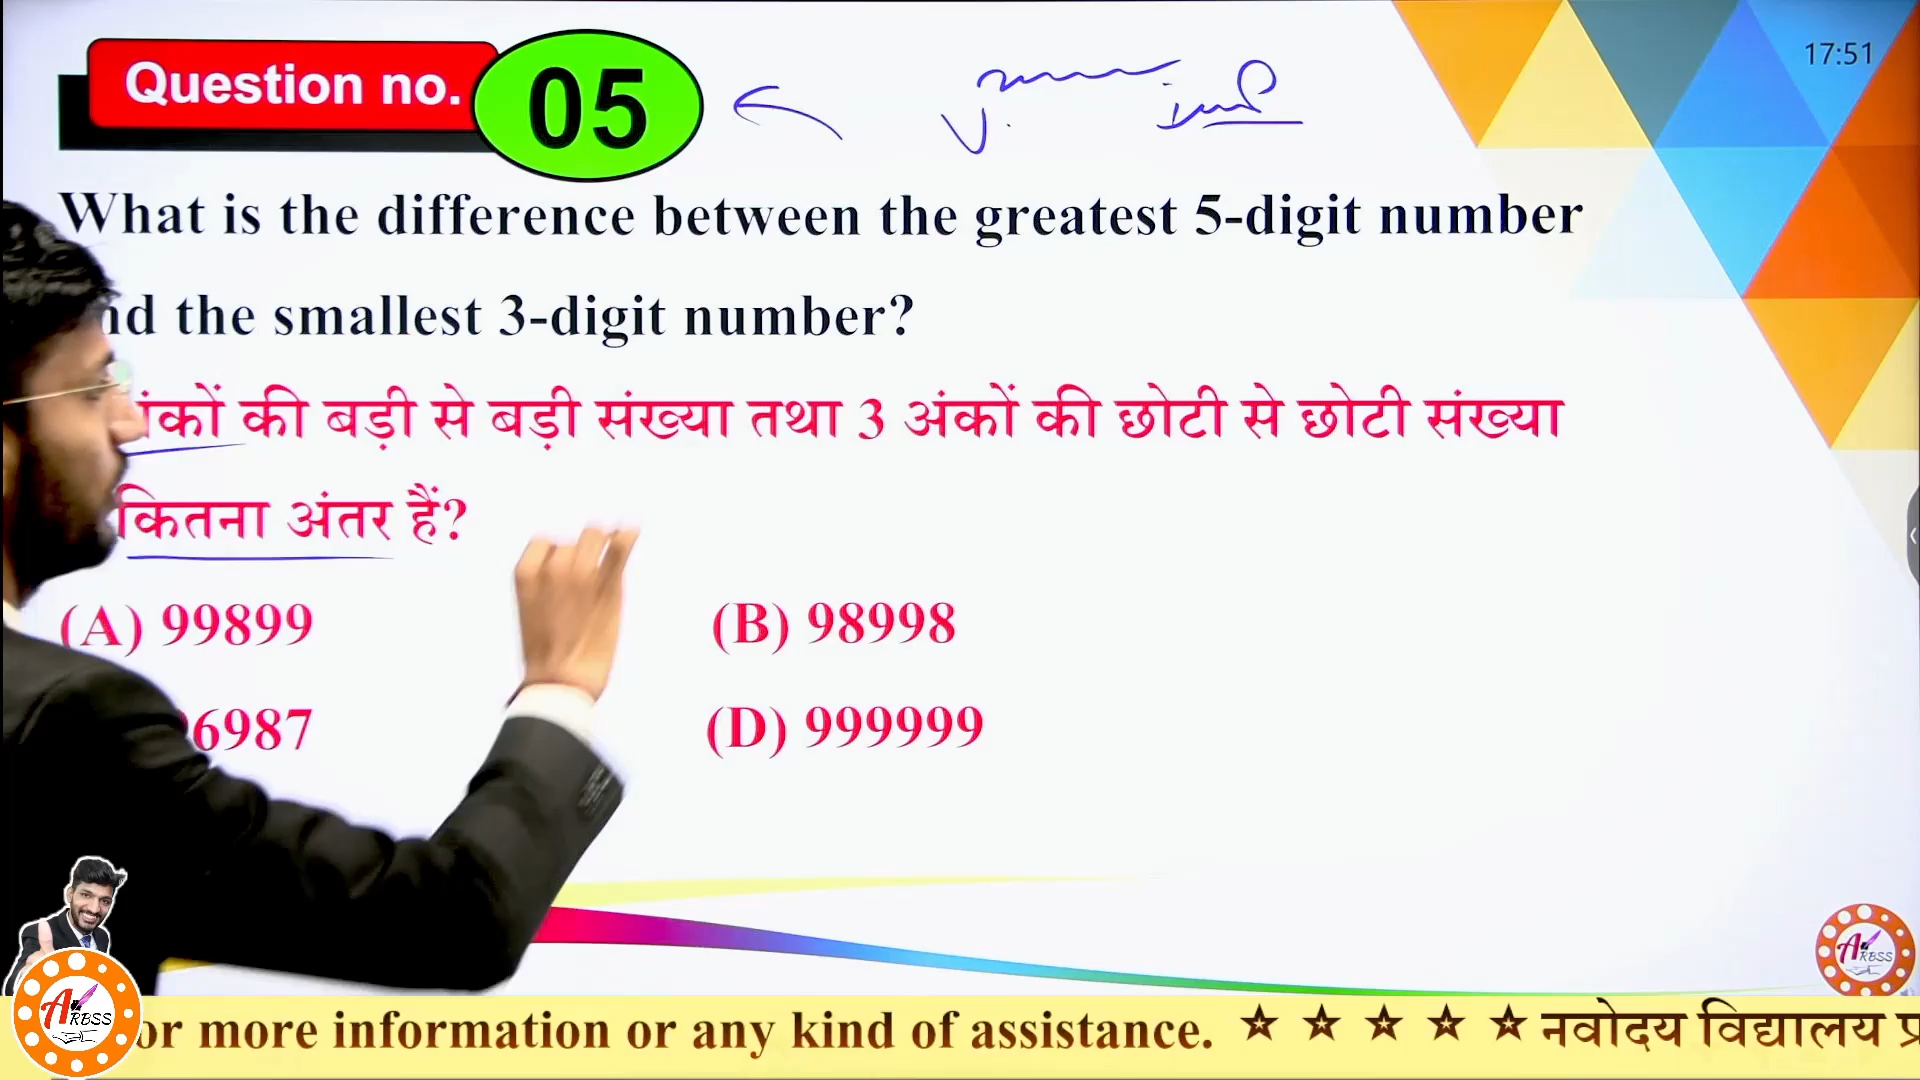 Question no. 05
17:51
What is the difference between the greatest 5-digit number
the smallest 3-digit number?
की बड़ी से बड़ी संख्या तथा 3 अंकों की छोटी से छोटी संख्या
कितना अंतर हैं?
(A) 99899 (B) 98998
6987 (D) 999999
ARBSS
or more information or any kind of assistance. ☆ ☆ ☆ ☆ ☆ नवोदय विद्यालय
ARBSS